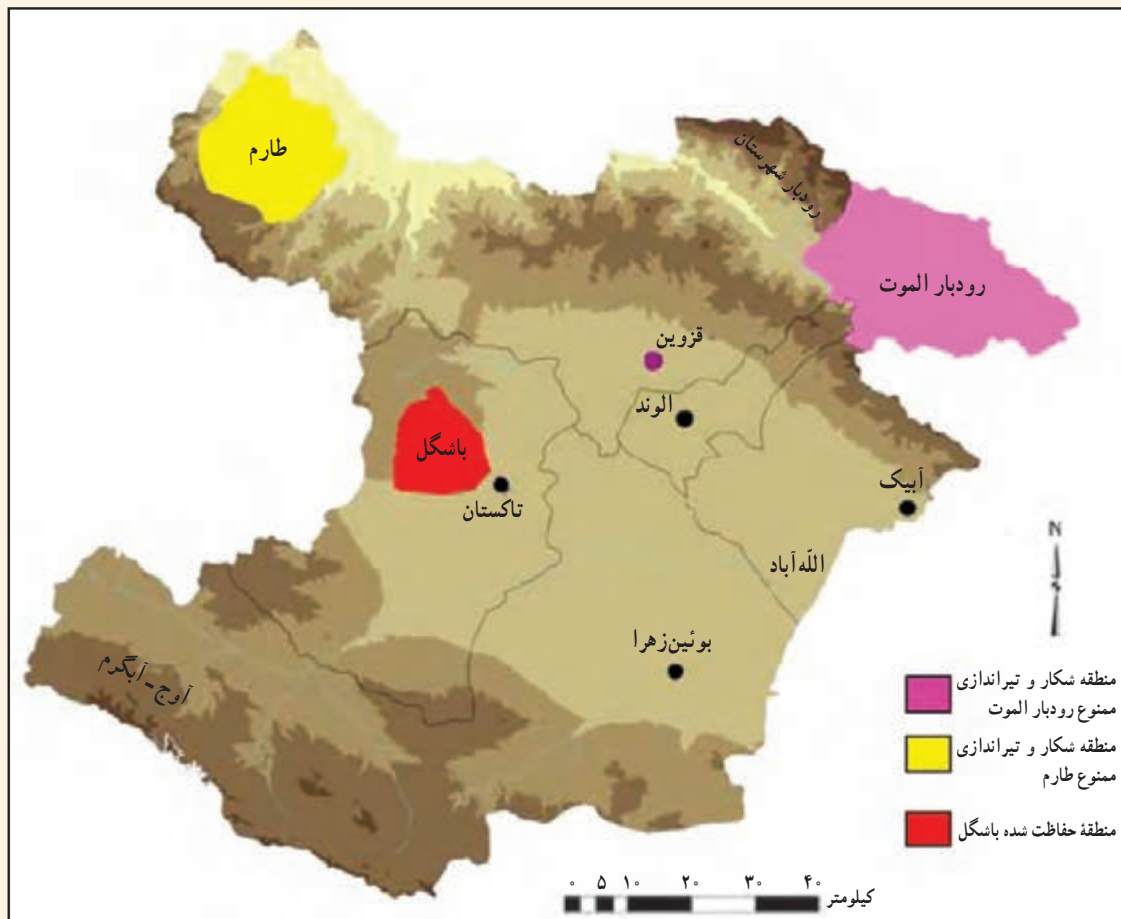 طارم
رودبار شهرستان
رودبار الموت
قزوین
الوند
باشگل
تاکستان
آبیک
N
اللّه‌آباد
بوئین‌زهرا
آوج - آبگرم
منطقه شکار و تیراندازی
ممنوع رودبار الموت
منطقه شکار و تیراندازی
ممنوع طارم
منطقهٔ حفاظت شده باشگل
۰ ۵ ۱۰ ۲۰ ۳۰ ۴۰
کیلومتر